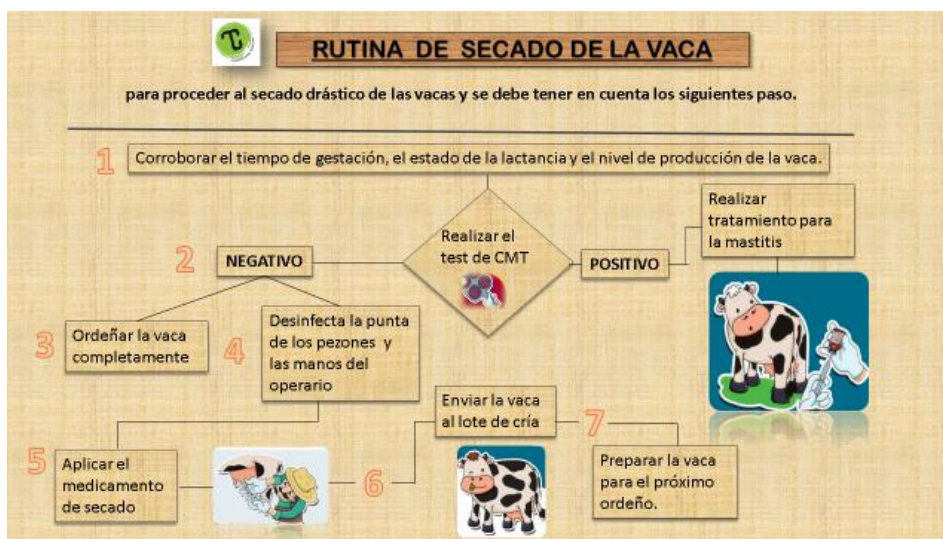 RUTINA DE SECADO DE LA VACA
para proceder al secado drástico de las vacas y se debe tener en cuenta los siguientes paso.
1
Corroborar el tiempo de gestación, el estado de la lactancia y el nivel de producción de la vaca.
Realizar el
test de CMT
2
NEGATIVO
POSITIVO
Realizar
tratamiento para
la mastitis
3
Ordeñar la vaca
completamente
4
Desinfecta la punta
de los pezones y
las manos del
operario
5
Aplicar el
medicamento
de secado
6
Enviar la vaca
al lote de cría
7
Preparar la vaca
para el próximo
ordeño.